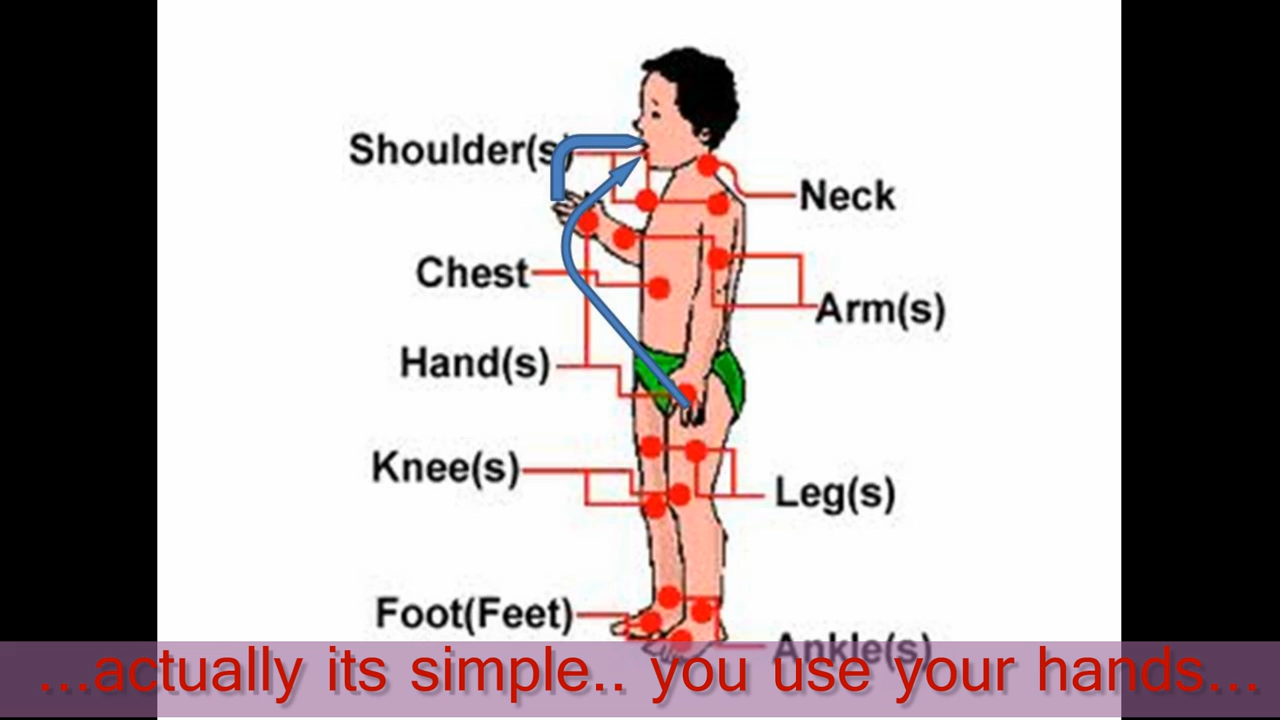 Shoulder(s)
Neck
Chest
Arm(s)
Hand(s)
Knee(s)
Leg(s)
Foot(Feet)
Ankle(s)
...actually its simple.. you use your hands...